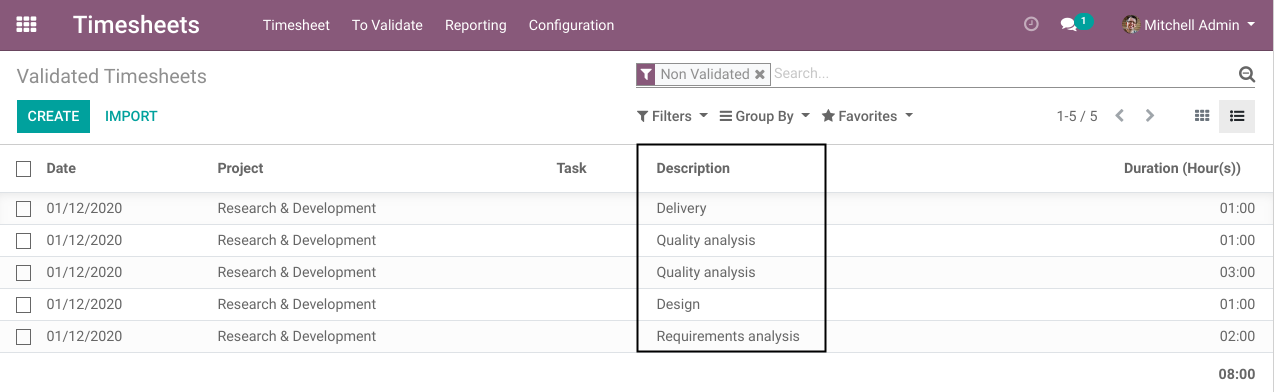 Timesheets Timesheet To Validate Reporting Configuration 1 Mitchell Admin
Validated Timesheets Non Validated Search...
CREATE IMPORT Filters Group By Favorites 1-5 / 5
Date Project Task Description Duration (Hour(s))
01/12/2020 Research & Development Delivery 01:00
01/12/2020 Research & Development Quality analysis 01:00
01/12/2020 Research & Development Quality analysis 03:00
01/12/2020 Research & Development Design 01:00
01/12/2020 Research & Development Requirements analysis 02:00
08:00